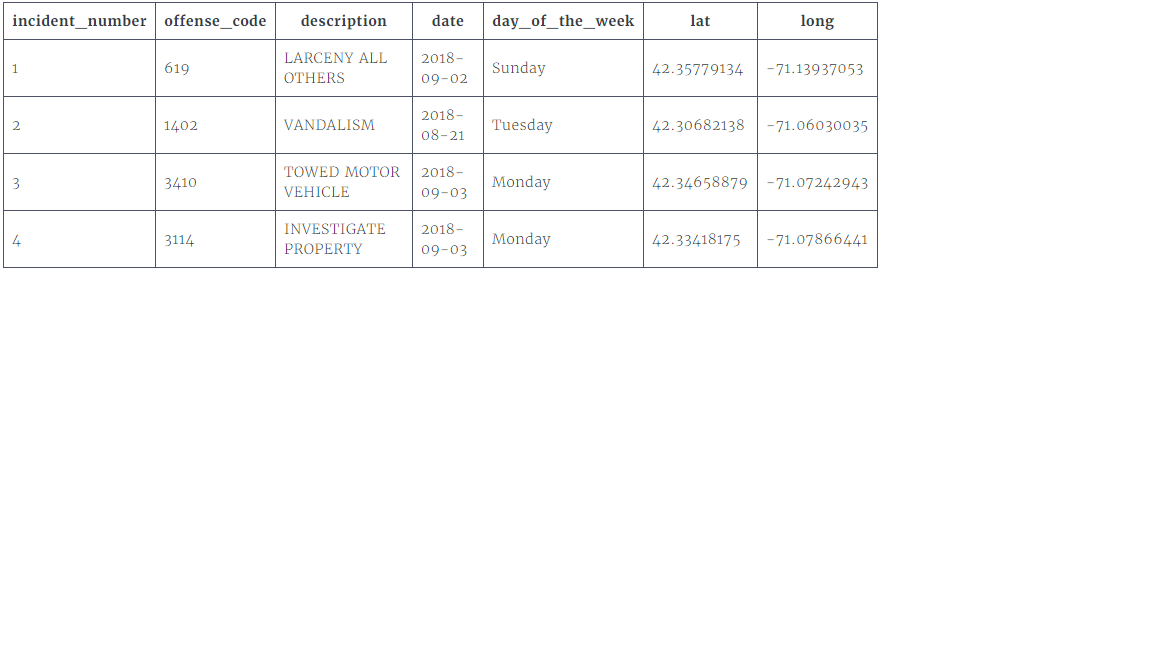 incident_number offense_code description date day_of_the_week lat long
1 619 LARCENY ALL OTHERS 2018-09-02 Sunday 42.35779134 -71.13937053
2 1402 VANDALISM 2018-08-21 Tuesday 42.30682138 -71.06030035
3 3410 TOWED MOTOR VEHICLE 2018-09-03 Monday 42.34658879 -71.07242943
4 3114 INVESTIGATE PROPERTY 2018-09-03 Monday 42.33418175 -71.07866441